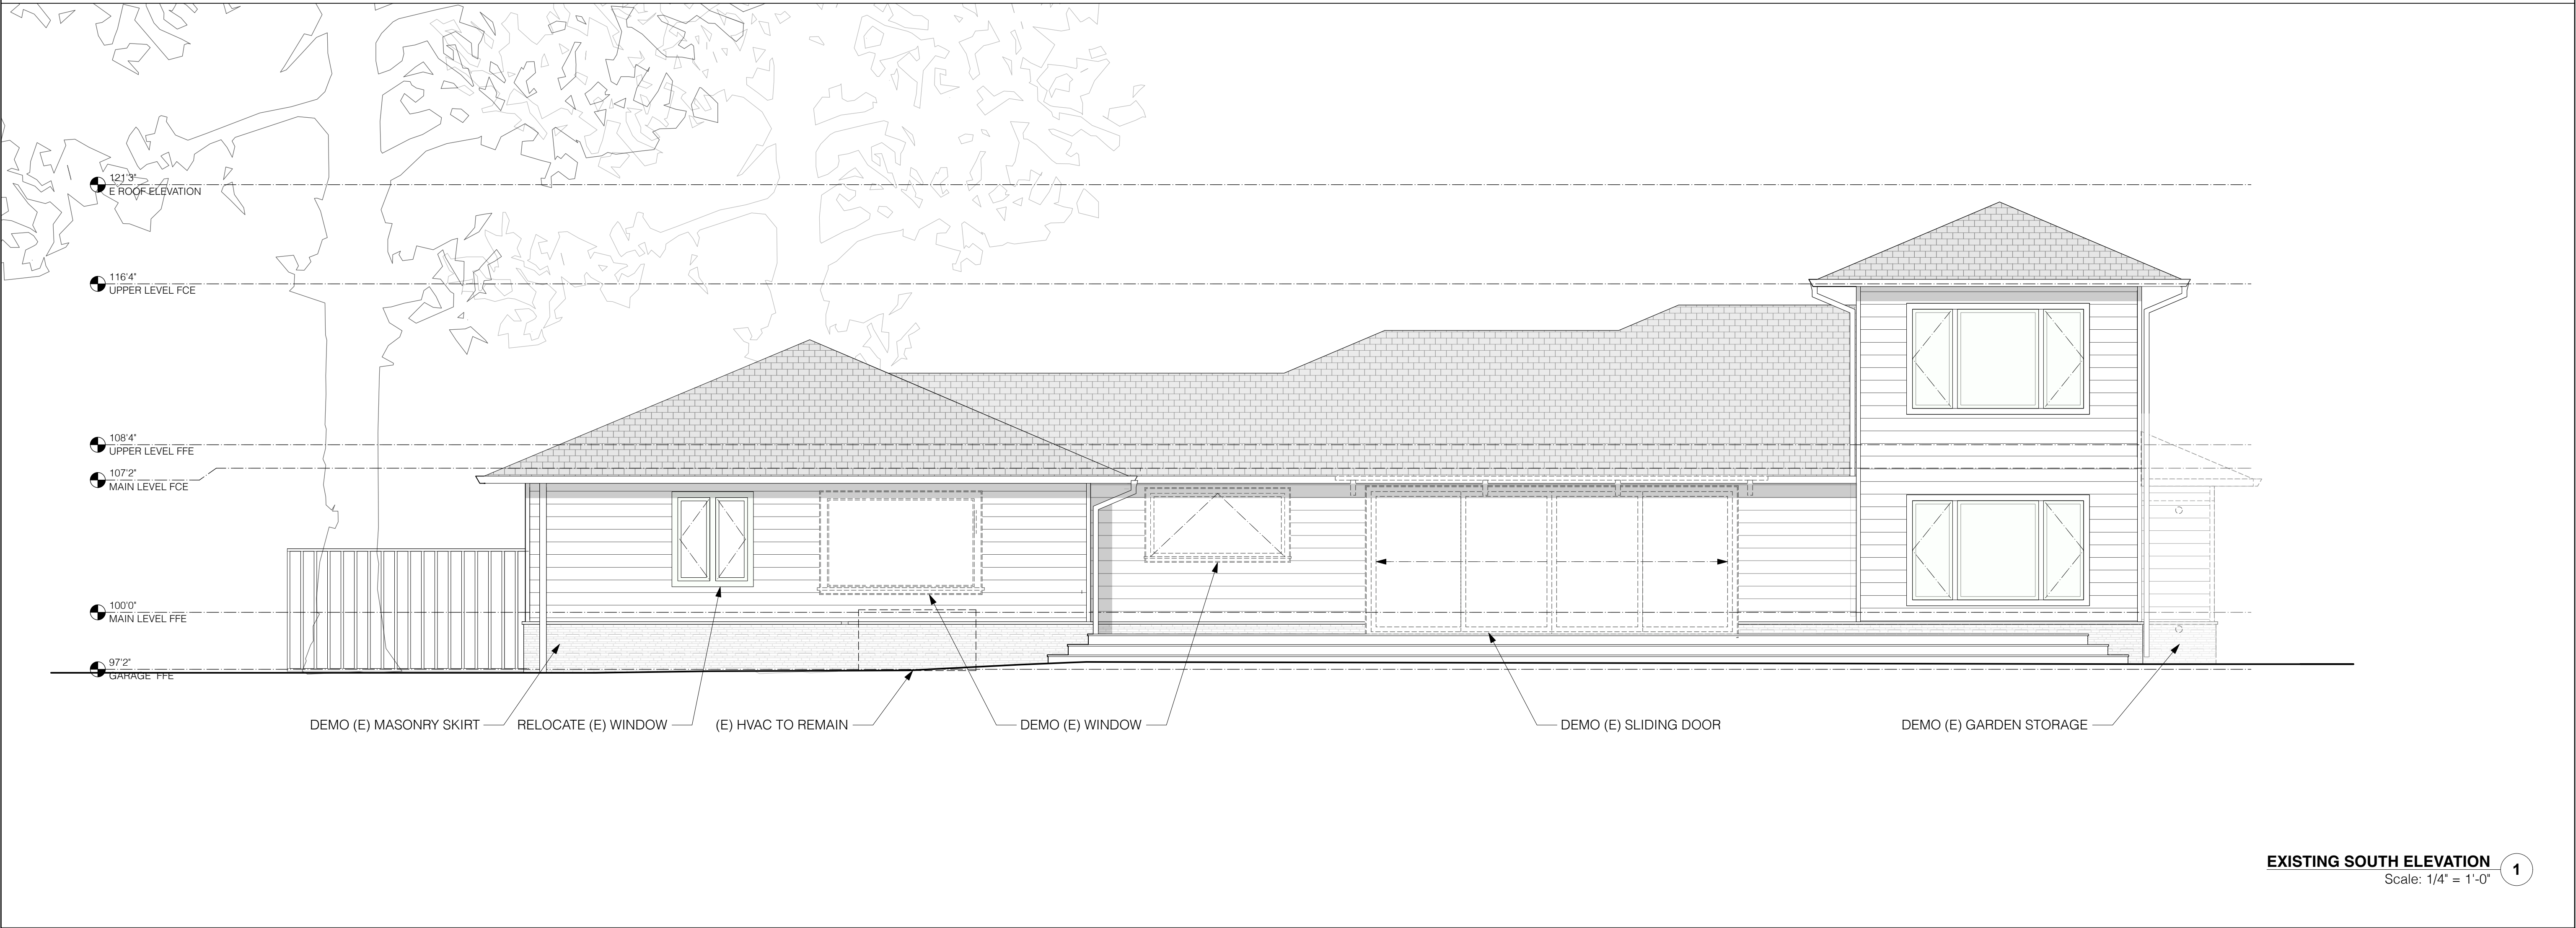 121'3"
E ROOF ELEVATION
116'4"
UPPER LEVEL FCE
108'4"
UPPER LEVEL FFE
107'2"
MAIN LEVEL FCE
100'0"
MAIN LEVEL FFE
97'2"
GARAGE FFE
DEMO (E) MASONRY SKIRT
RELOCATE (E) WINDOW
(E) HVAC TO REMAIN
DEMO (E) WINDOW
DEMO (E) SLIDING DOOR
DEMO (E) GARDEN STORAGE
EXISTING SOUTH ELEVATION
1
Scale: 1/4" = 1'-0"